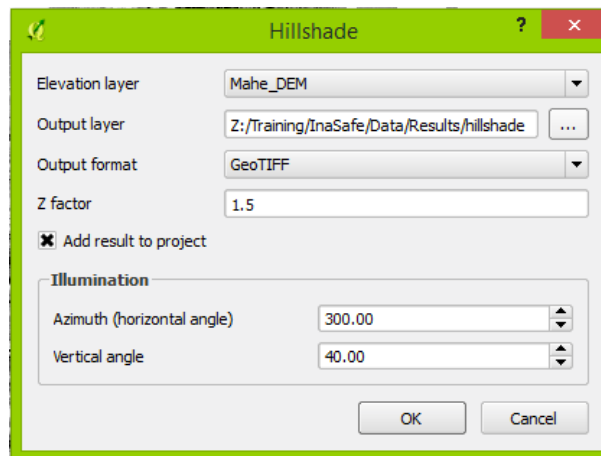 Hillshade ?
Elevation layer Mahe_DEM
Output layer Z:/Training/InaSafe/Data/Results/hillshade ...
Output format GeoTIFF
Z factor 1.5
Add result to project
Illumination
Azimuth (horizontal angle) 300.00
Vertical angle 40.00
OK Cancel